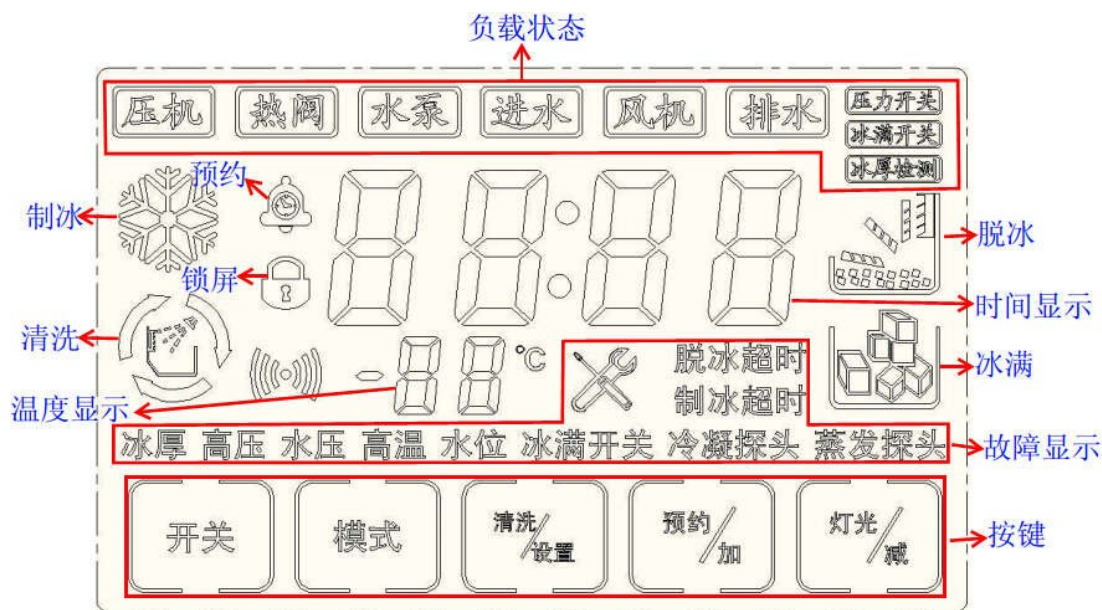 负载状态
压机 热阀 水泵 进水 风机 排水 压力开关
冰满开关
冰厚检测
预约
制冰
脱冰
锁屏
时间显示
清洗
冰满
℃
脱冰超时
制冰超时
温度显示
冰厚 高压 水压 高温 水位 冰满开关 冷凝探头 蒸发探头
故障显示
开关 模式 清洗/设置 预约/加 灯光/减
按键